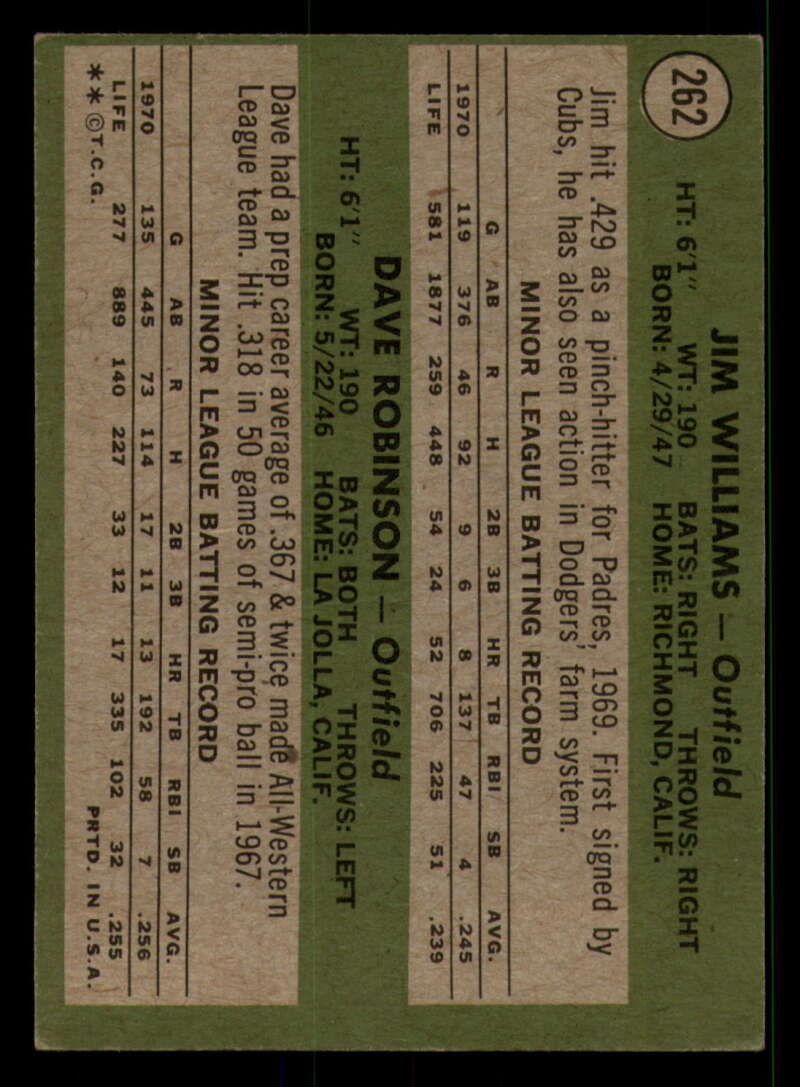 262
JIM WILLIAMS — Outfield
HT: 6'1" WT: 190 BATS: RIGHT THROWS: RIGHT
BORN: 4/29/47 HOME: RICHMOND, CALIF.
Jim hit .429 as a pinch-hitter for Padres, 1969. First signed by
Cubs, he has also seen action in Dodgers' farm system.
MINOR LEAGUE BATTING RECORD
G AB R H 2B 3B HR TB RBI SB AVG.
1970 119 376 46 92 9 6 8 137 47 4 .245
LIFE 581 1877 259 448 54 24 52 706 225 51 .239
DAVE ROBINSON — Outfield
HT: 6'1" WT: 190 BATS: BOTH THROWS: LEFT
BORN: 5/22/46 HOME: LA JOLLA, CALIF.
Dave had a prep career average of .367 & twice made All-Western
League team. Hit .318 in 50 games of semi-pro ball in 1967.
MINOR LEAGUE BATTING RECORD
G AB R H 2B 3B HR TB RBI SB AVG.
1970 135 445 73 114 17 11 13 192 58 7 .256
LIFE 277 889 140 227 33 12 17 335 102 32 .255
**©T.C.G. PRTD. IN U.S.A.